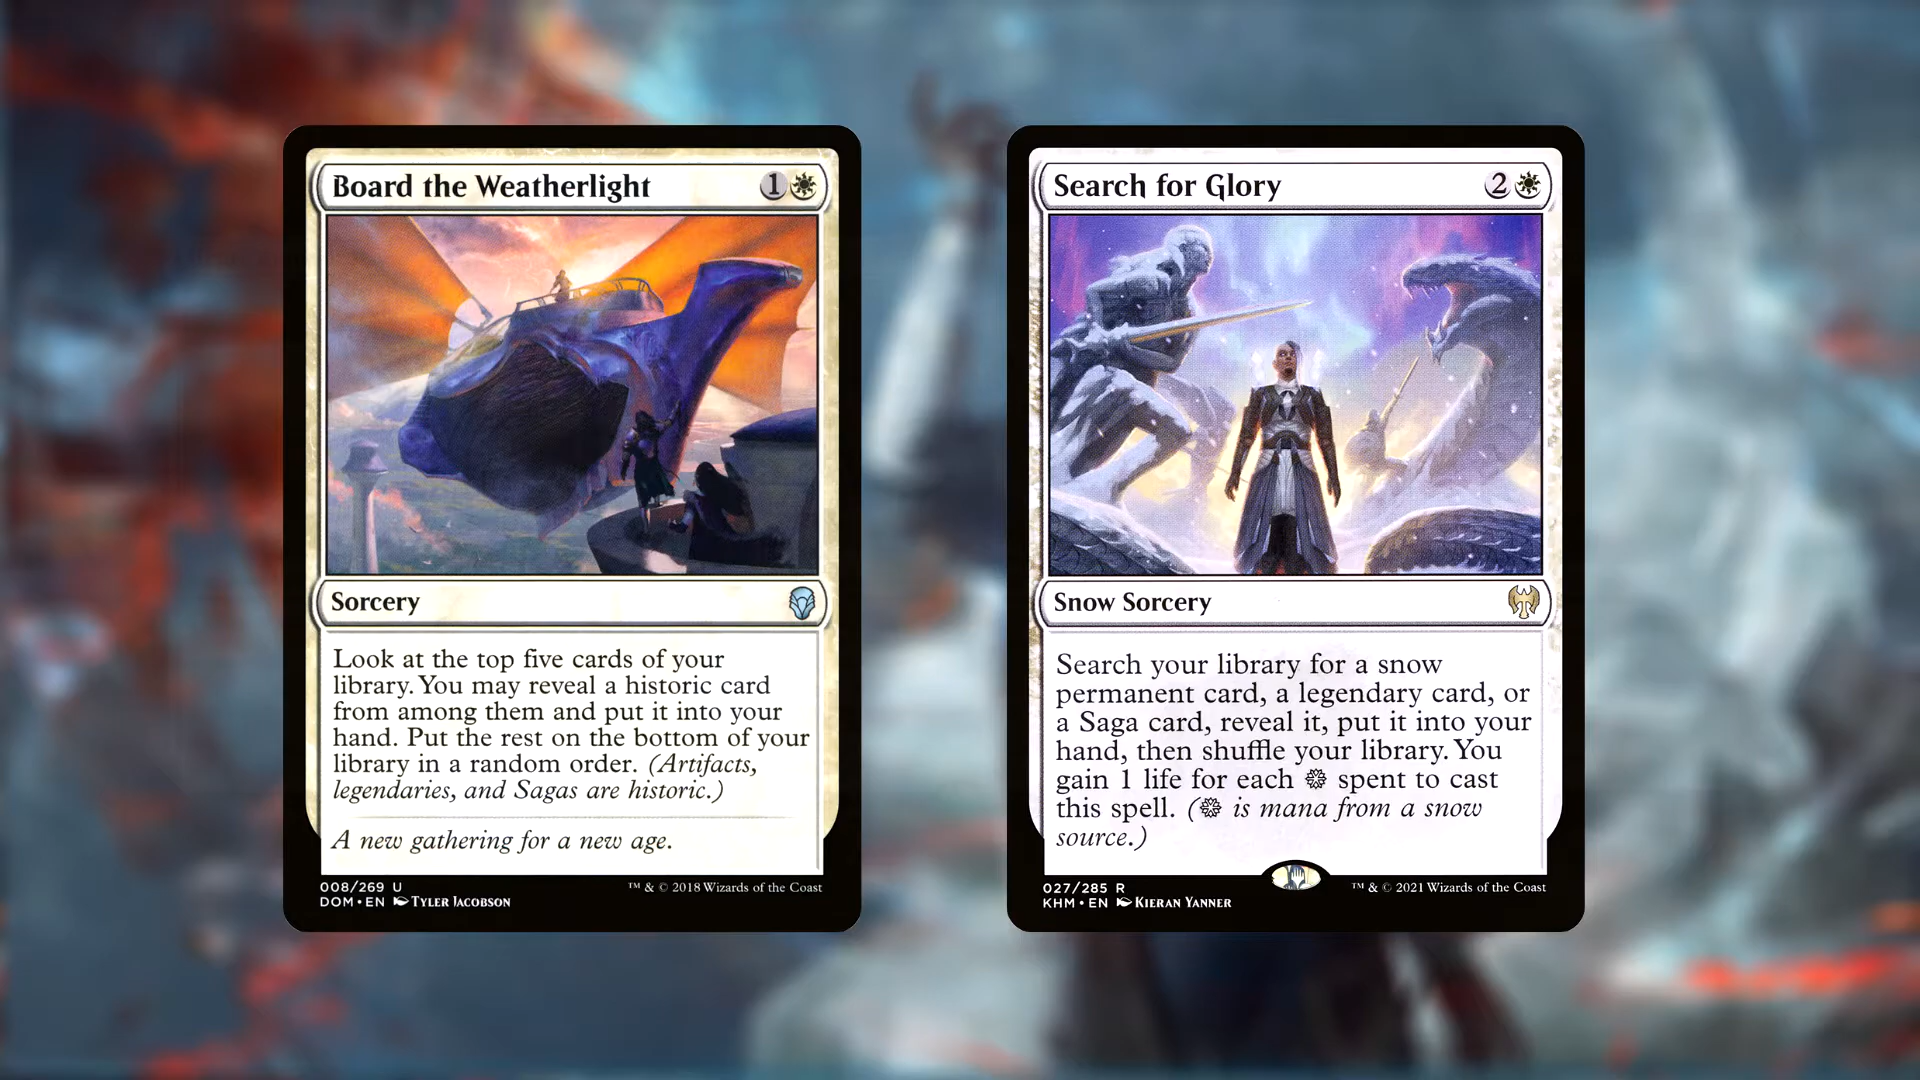 Board the Weatherlight 1
Sorcery
Look at the top five cards of your
library. You may reveal a historic card
from among them and put it into your
hand. Put the rest on the bottom of your
library in a random order. (Artifacts,
legendaries, and Sagas are historic.)
A new gathering for a new age.
008/269 U
DOM • EN TYLER JACOBSON
™ & © 2018 Wizards of the Coast
Search for Glory 2
Snow Sorcery
Search your library for a snow
permanent card, a legendary card, or
a Saga card, reveal it, put it into your
hand, then shuffle your library. You
gain 1 life for each spent to cast
this spell. ( is mana from a snow
source.)
027/285 R
KHM • EN KIERAN YANNER
™ & © 2021 Wizards of the Coast